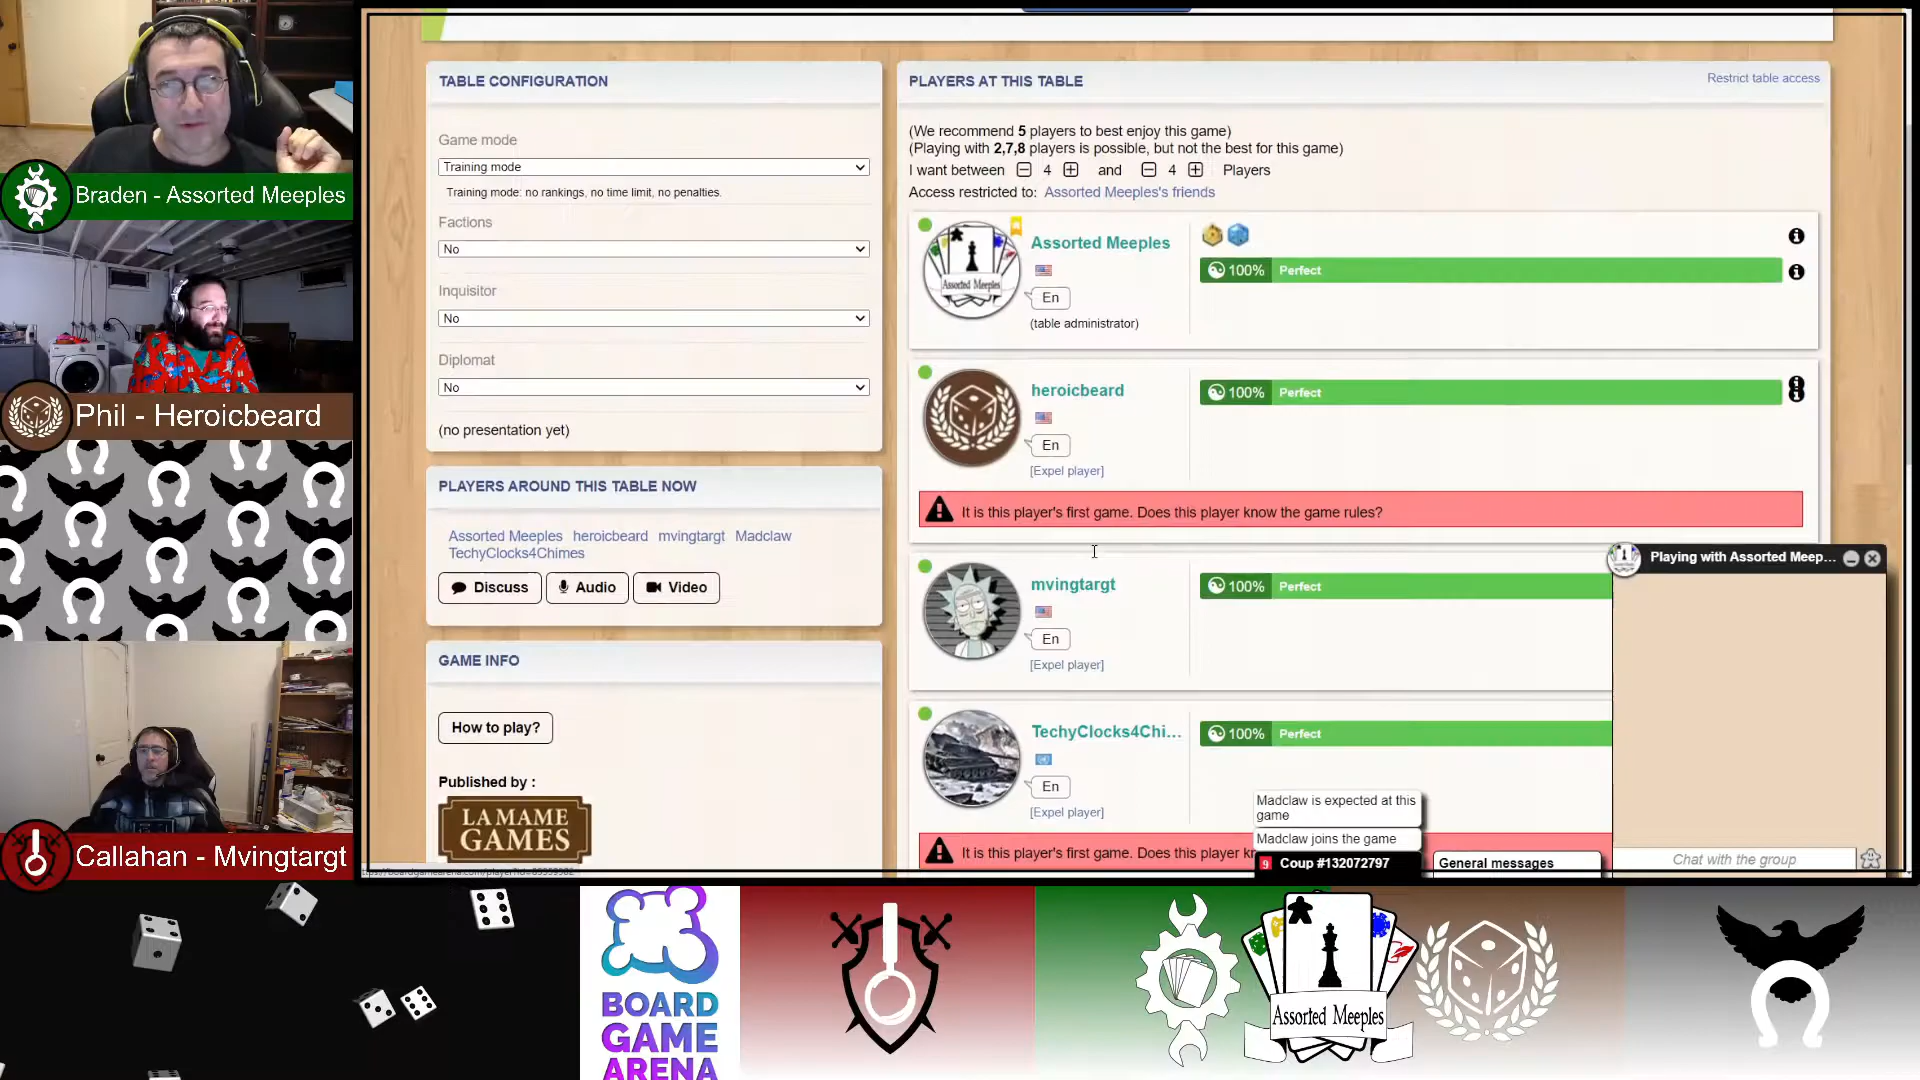 Braden - Assorted Meeples
Phil - Heroicbeard
Callahan - Mvingtargt
TABLE CONFIGURATION
Game mode
Training mode
Training mode: no rankings, no time limit, no penalties.
Factions
No
Inquisitor
No
Diplomat
No
(no presentation yet)
PLAYERS AROUND THIS TABLE NOW
Assorted Meeples heroicbeard mvingtargt Madclaw
TechyClocks4Chimes
Discuss Audio Video
GAME INFO
How to play?
Published by :
LA MAME
GAMES
PLAYERS AT THIS TABLE
Restrict table access
(We recommend 5 players to best enjoy this game)
(Playing with 2,7,8 players is possible, but not the best for this game)
I want between 4 and 4 Players
Access restricted to: Assorted Meeples's friends
Assorted Meeples
Assorted Meeples
En
(table administrator)
100% Perfect
heroicbeard
En
[Expel player]
100% Perfect
It is this player's first game. Does this player know the game rules?
mvingtargt
En
[Expel player]
100% Perfect
TechyClocks4Chi...
En
[Expel player]
100% Perfect
It is this player's first game. Does this player kn
Madclaw is expected at this
game
Madclaw joins the game
9 Coup #132072797
General messages
Playing with Assorted Meep...
Chat with the group
BOARD
GAME
ARENA
Assorted Meeples